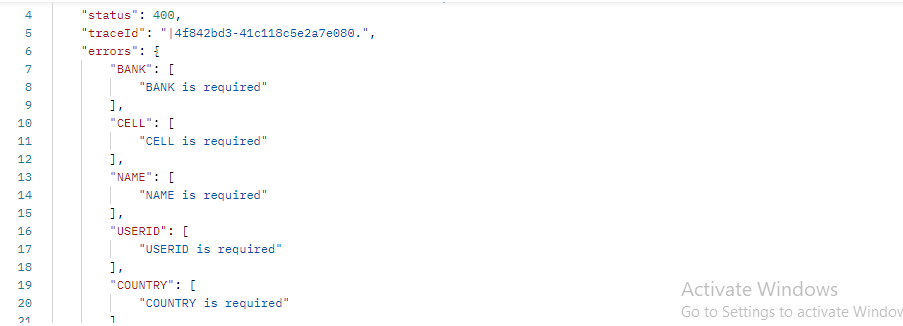 4 "status": 400,
5 "traceId": "|4f842bd3-41c118c5e2a7e080.",
6 "errors": {
7 "BANK": [
8 "BANK is required"
9 ],
10 "CELL": [
11 "CELL is required"
12 ],
13 "NAME": [
14 "NAME is required"
15 ],
16 "USERID": [
17 "USERID is required"
18 ],
19 "COUNTRY": [
20 "COUNTRY is required"
21 ]
Activate Windows
Go to Settings to activate Window